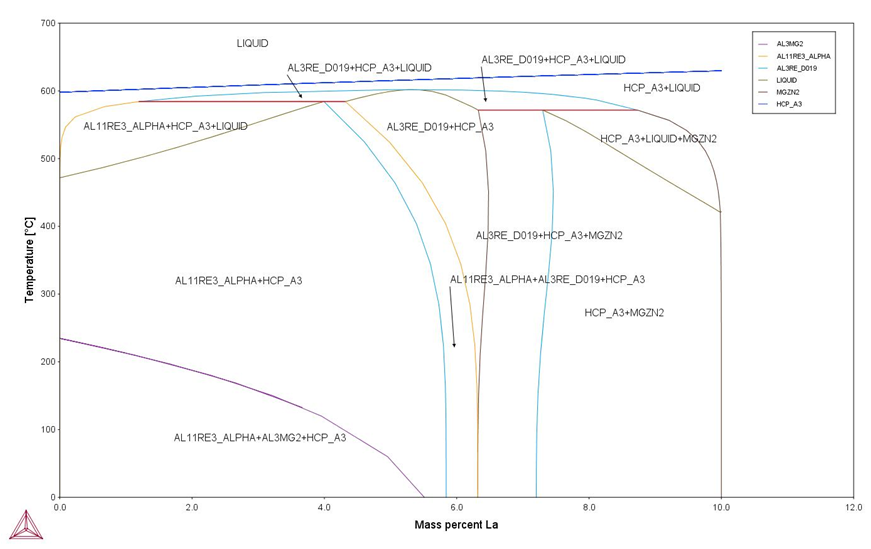 700
600
500
400
300
200
100
0
Temperature [°C]
0.0
2.0
4.0
6.0
8.0
10.0
12.0
Mass percent La
LIQUID
AL3RE_D019+HCP_A3+LIQUID
AL3RE_D019+HCP_A3+LIQUID
HCP_A3+LIQUID
AL11RE3_ALPHA+HCP_A3+LIQUID
AL3RE_D019+HCP_A3
HCP_A3+LIQUID+MGZN2
AL3RE_D019+HCP_A3+MGZN2
AL11RE3_ALPHA+HCP_A3
AL11RE3_ALPHA+AL3RE_D019+HCP_A3
HCP_A3+MGZN2
AL11RE3_ALPHA+AL3MG2+HCP_A3
AL3MG2
AL11RE3_ALPHA
AL3RE_D019
LIQUID
MGZN2
HCP_A3